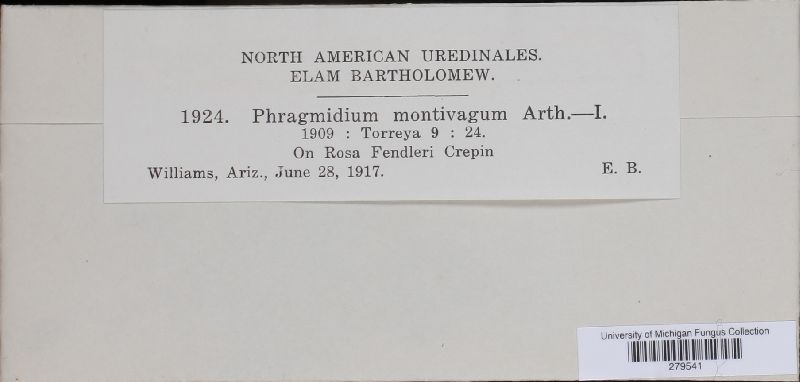 NORTH AMERICAN UREDINALES.
ELAM BARTHOLOMEW.
1924. Phragmidium montivagum Arth.—I.
1909 : Torreya 9 : 24.
On Rosa Fendleri Crepin
Williams, Ariz., June 28, 1917. E. B.
University of Michigan Fungus Collection
279541